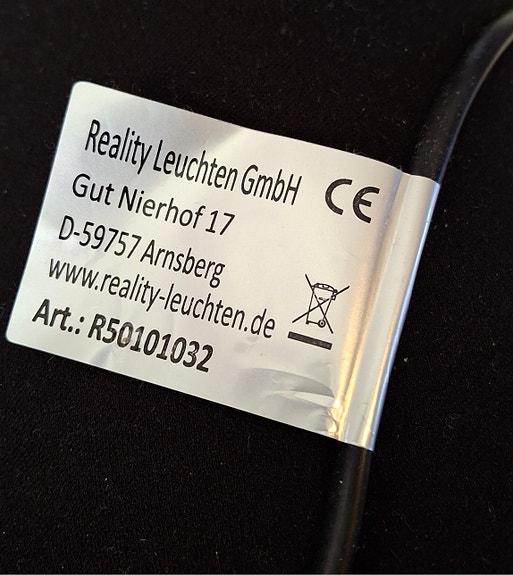 Reality Leuchten GmbH
CE
Gut Nierhof 17
D-59757 Arnsberg
www.reality-leuchten.de
Art.: R50101032